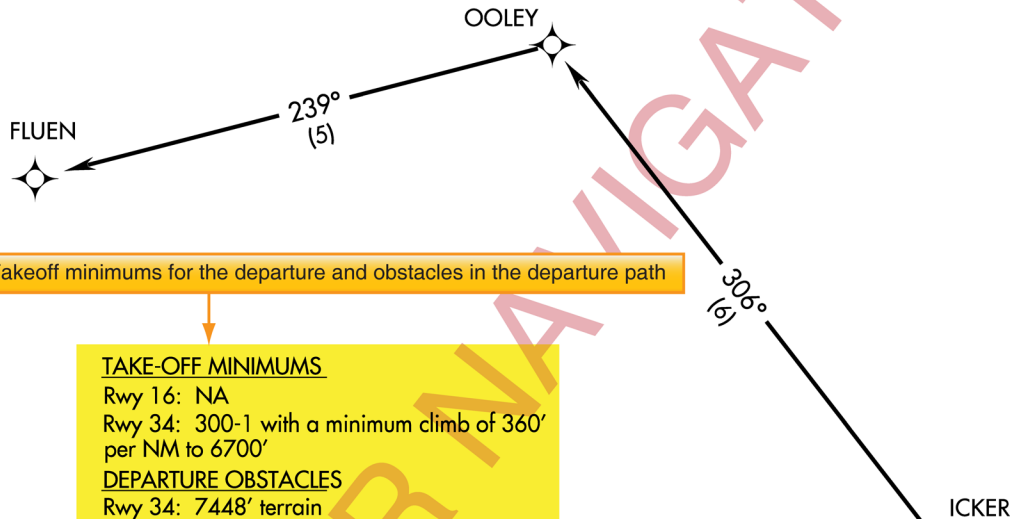 OOLEY
239°
(5)
FLUEN
306°
(6)
takeoff minimums for the departure and obstacles in the departure path
TAKE-OFF MINIMUMS
Rwy 16: NA
Rwy 34: 300-1 with a minimum climb of 360'
per NM to 6700'
DEPARTURE OBSTACLES
Rwy 34: 7448' terrain
ICKER
R NAVIGAT